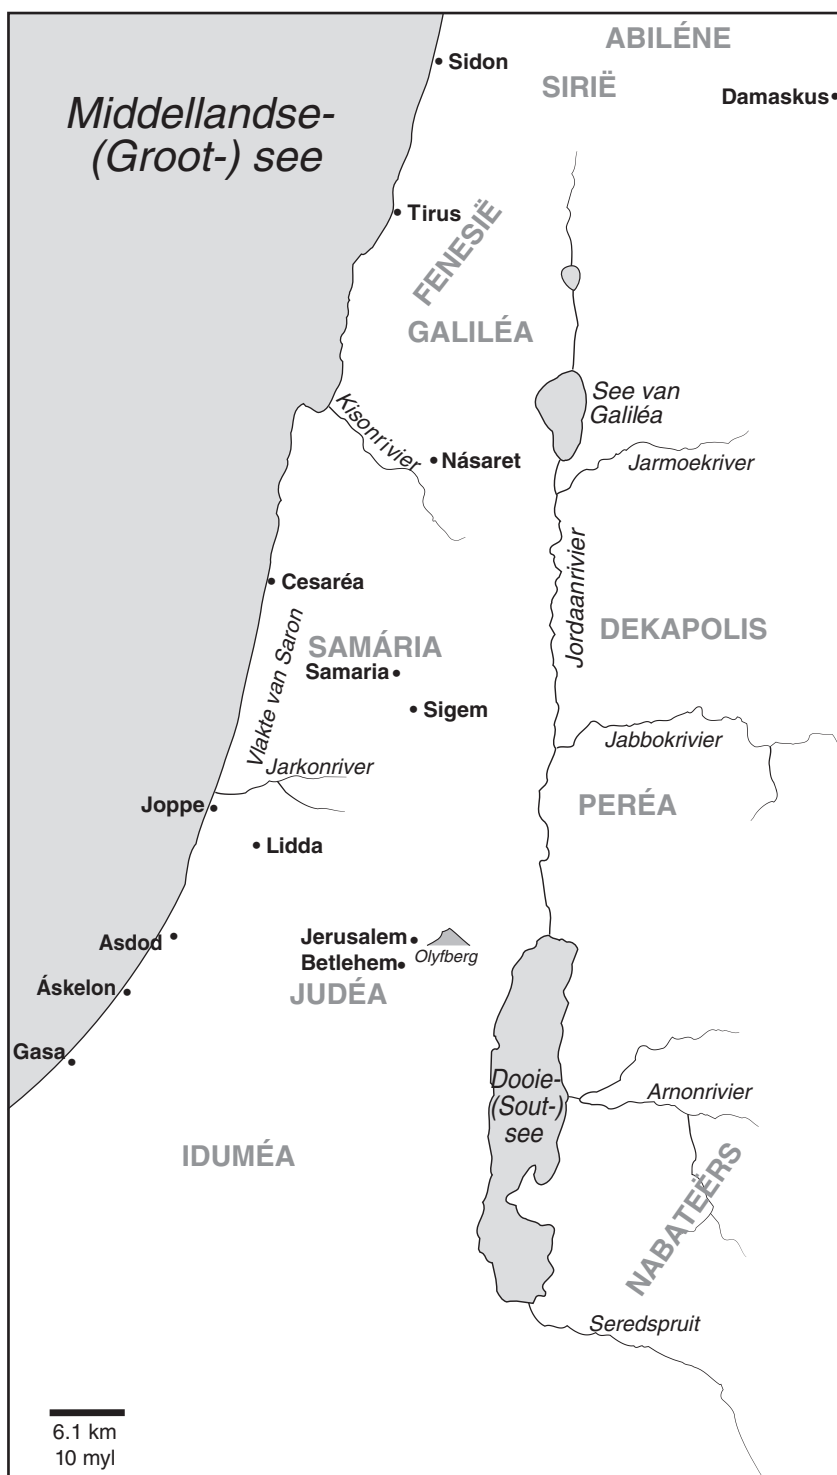 ABILÉNE
Sidon
SIRIË
Damaskus
Middellandse-
(Groot-) see
Tirus
FENESIË
GALILÉA
See van
Galiléa
Kisonrivier
Násaret
Jarmoekriver
Jordaanrivier
Cesaréa
DEKAPOLIS
Vlakte van Saron
SAMÁRIA
Samaria
Sigem
Jabbokrivier
Jarkonriver
Joppe
PERÉA
Lidda
Asdod
Jerusalem
Olyfberg
Betlehem
Áskelon
JUDÉA
Gasa
Dooie-
(Sout-)
see
Arnonrivier
IDUMÉA
NABATEËRS
Seredspruit
6.1 km
10 myl